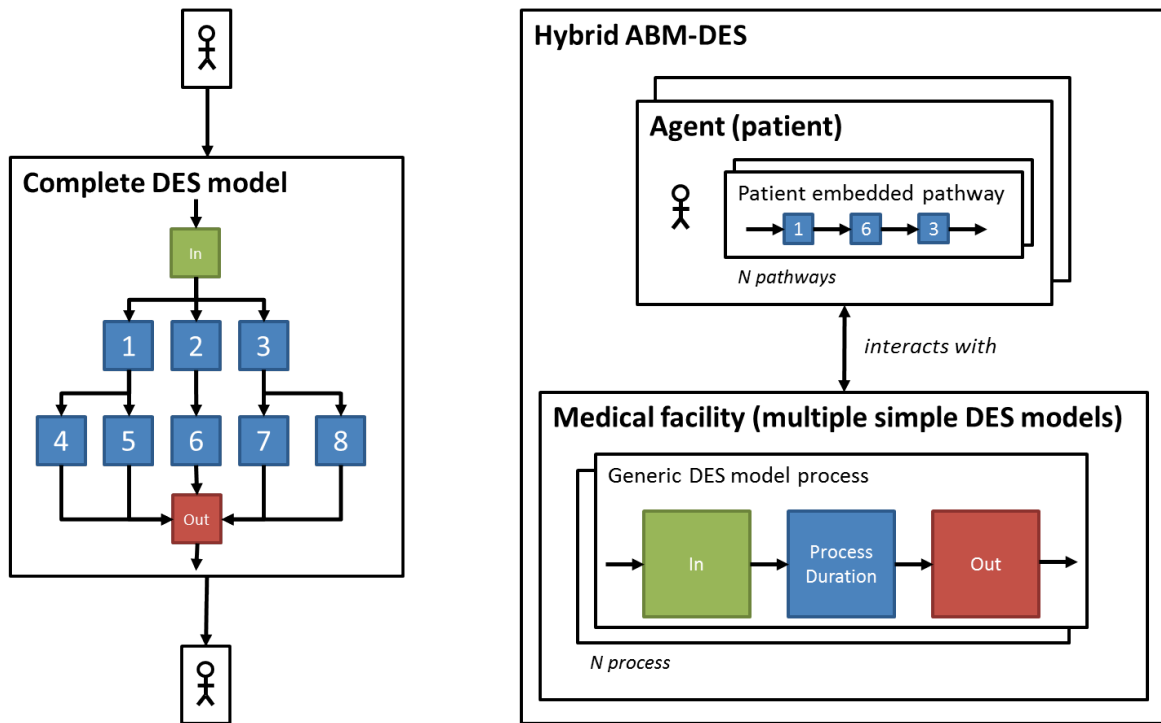 Complete DES model
In
1
2
3
4
5
6
7
8
Out
Hybrid ABM-DES
Agent (patient)
Patient embedded pathway
1
6
3
N pathways
interacts with
Medical facility (multiple simple DES models)
Generic DES model process
In
Process
Duration
Out
N process